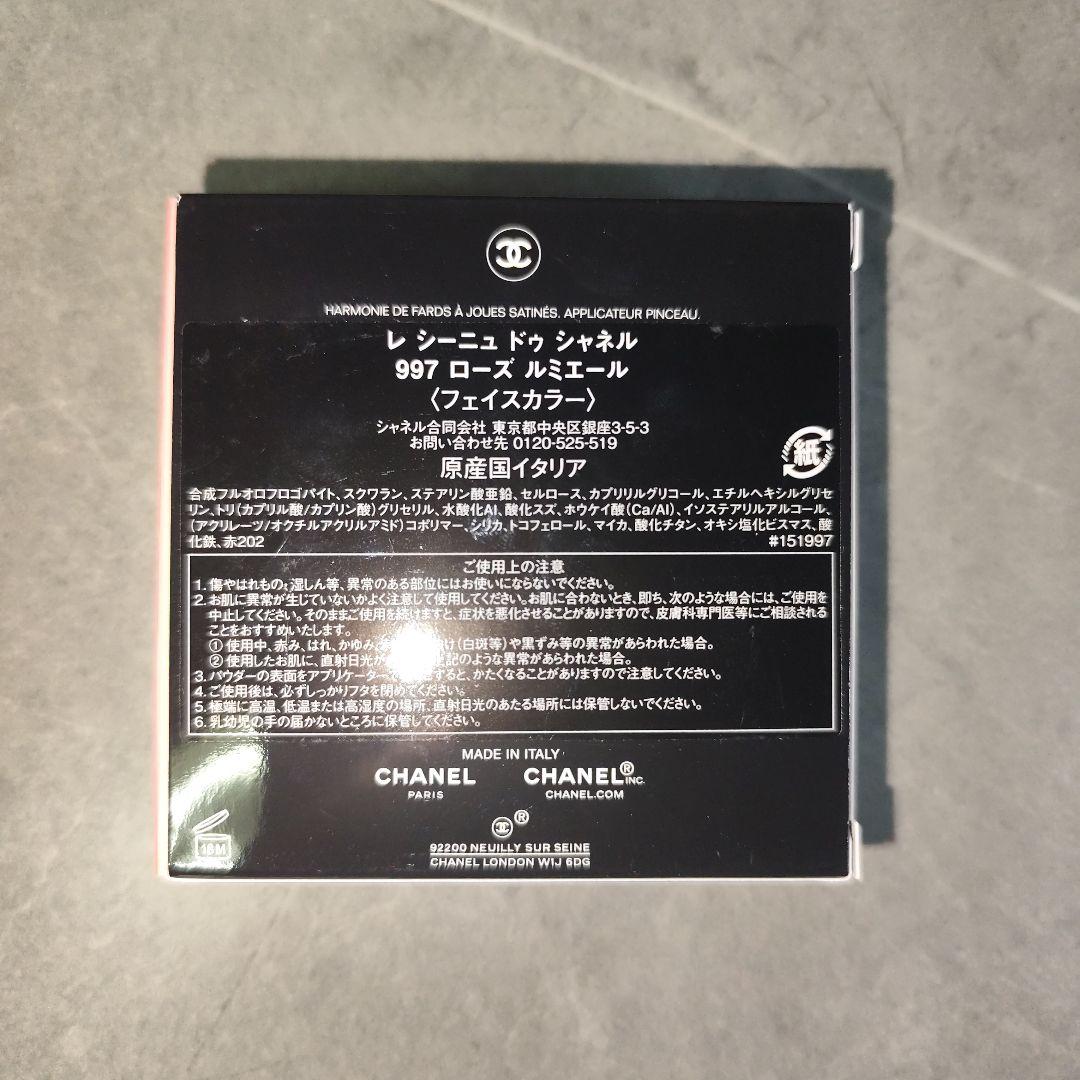 HARMONIE DE FARDS À JOUES SATINÉS. APPLICATEUR PINCEAU.
レ シーニュ ドゥ シャネル
997 ローズ ルミエール
〈フェイスカラー〉
シャネル合同会社 東京都中央区銀座3-5-3
お問い合わせ先 0120-525-519
原産国イタリア
紙
合成フルオロフロゴパイト、スクワラン、ステアリン酸亜鉛、セルロース、カプリリルグリコール、エチルヘキシルグリセ
リン、トリ(カプリル酸/カプリン酸)グリセリル、水酸化Al、酸化スズ、ホウケイ酸(Ca/Al)、イソステアリルアルコール、
(アクリレーツ/オクチルアクリルアミド)コポリマー、シリカ、トコフェロール、マイカ、酸化チタン、オキシ塩化ビスマス、酸
化鉄、赤202 #151997
ご使用上の注意
1. 傷やはれもの、湿しん等、異常のある部位にはお使いにならないでください。
2. お肌に異常が生じていないかよく注意して使用してください。お肌に合わないとき、即ち、次のような場合には、ご使用を
中止してください。そのままご使用を続けますと、症状を悪化させることがありますので、皮膚科専門医等にご相談される
ことをおすすめいたします。
① 使用中、赤み、はれ、かゆみ、け(白斑等)や黒ずみ等の異常があらわれた場合。
② 使用したお肌に、直射日光が記のような異常があらわれた場合。
3. パウダーの表面をアプリケーターですると、かたくなることがありますので注意してください。
4. ご使用後は、必ずしっかりフタを閉めてください。
5. 極端に高温、低温または高湿度の場所、直射日光のあたる場所には保管しないでください。
6. 乳幼児の手の届かないところに保管してください。
MADE IN ITALY
CHANEL CHANEL® INC.
PARIS CHANEL.COM
®
18M
92200 NEUILLY SUR SEINE
CHANEL LONDON W1J 6DG